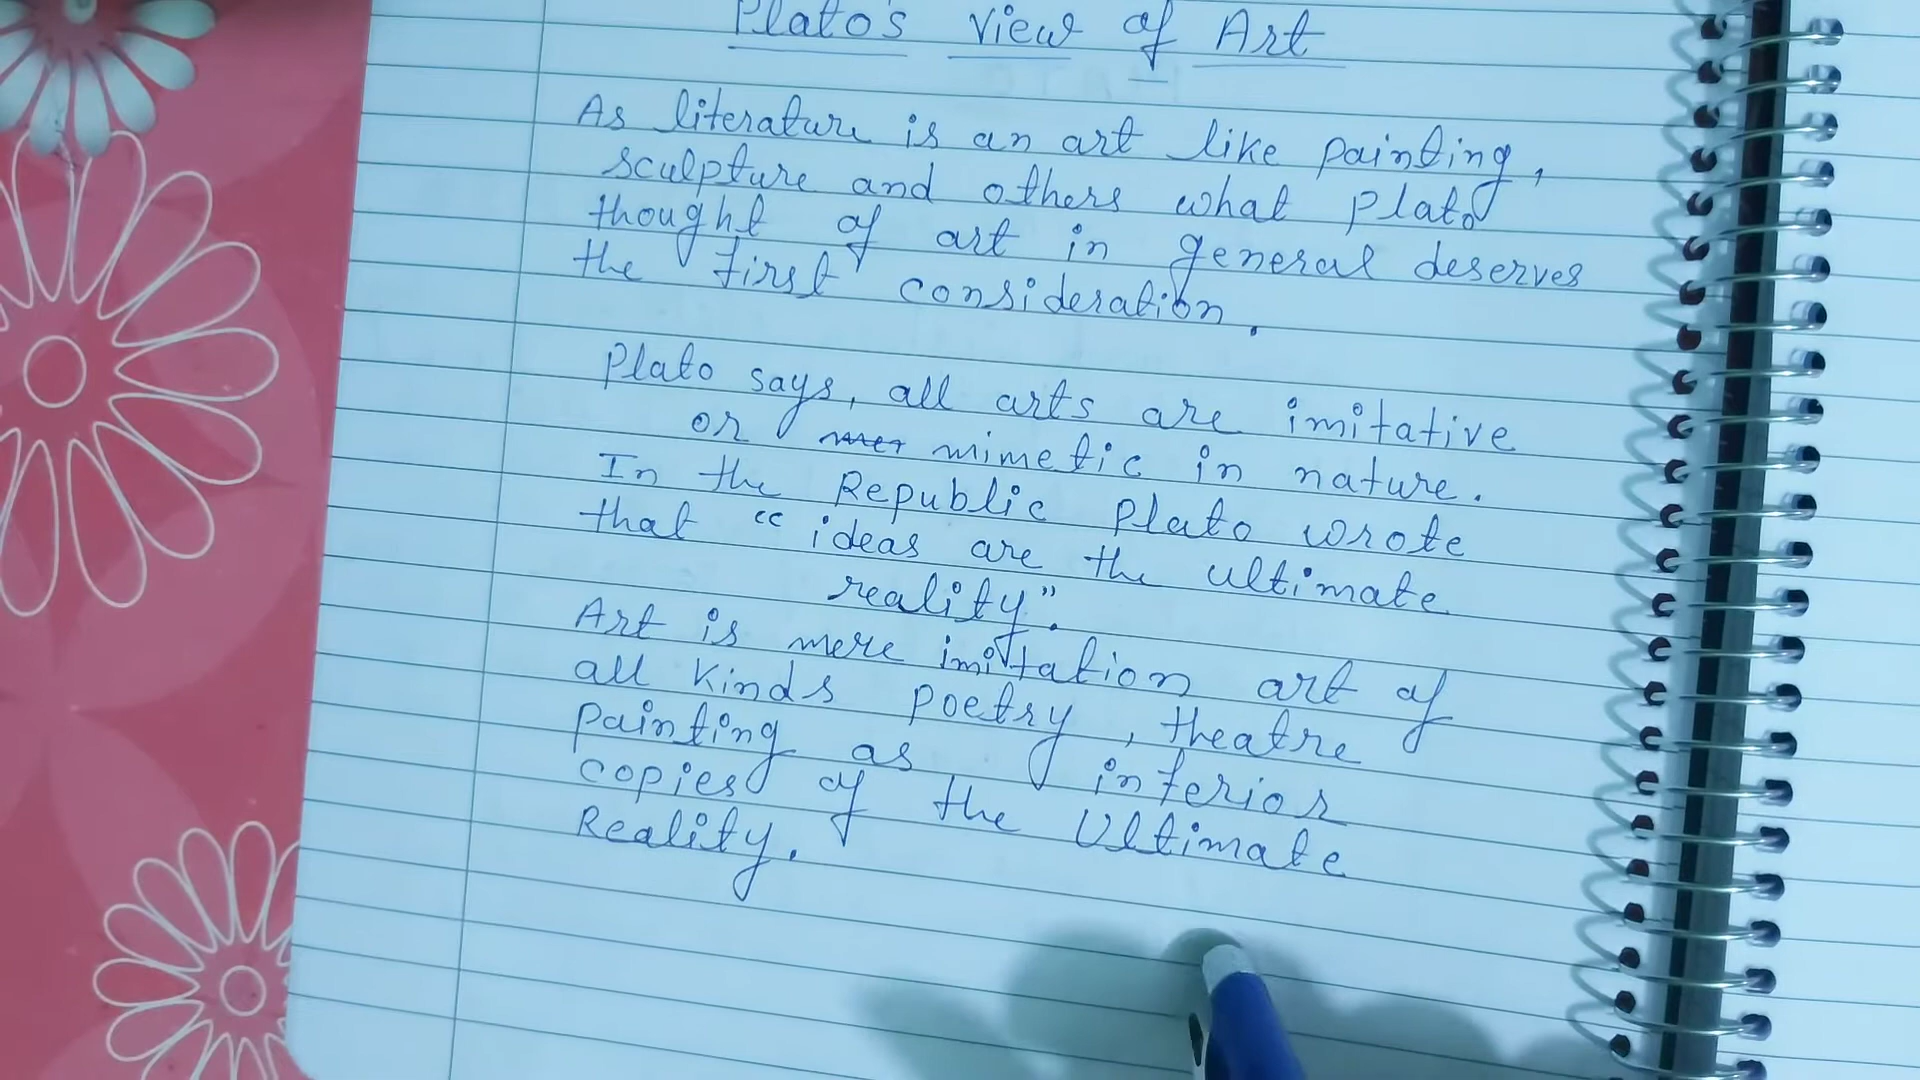 Plato's view of Art
As literature is an art like painting,
sculpture and others what Plato
thought of art in general deserves
the first consideration.
Plato says, all arts are imitative
or mimetic in nature.
In the Republic Plato wrote
that "ideas are the ultimate
reality".
Art is mere imitation art of
all kinds poetry, theatre
painting as inferior
copies of the Ultimate
Reality.